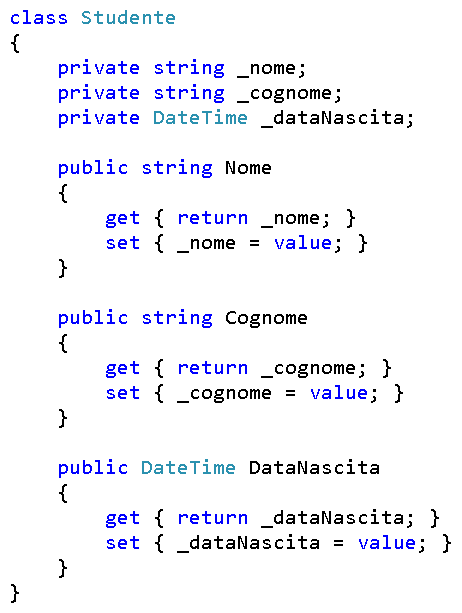 class Studente
{
    private string _nome;
    private string _cognome;
    private DateTime _dataNascita;

    public string Nome
    {
        get { return _nome; }
        set { _nome = value; }
    }

    public string Cognome
    {
        get { return _cognome; }
        set { _cognome = value; }
    }

    public DateTime DataNascita
    {
        get { return _dataNascita; }
        set { _dataNascita = value; }
    }
}